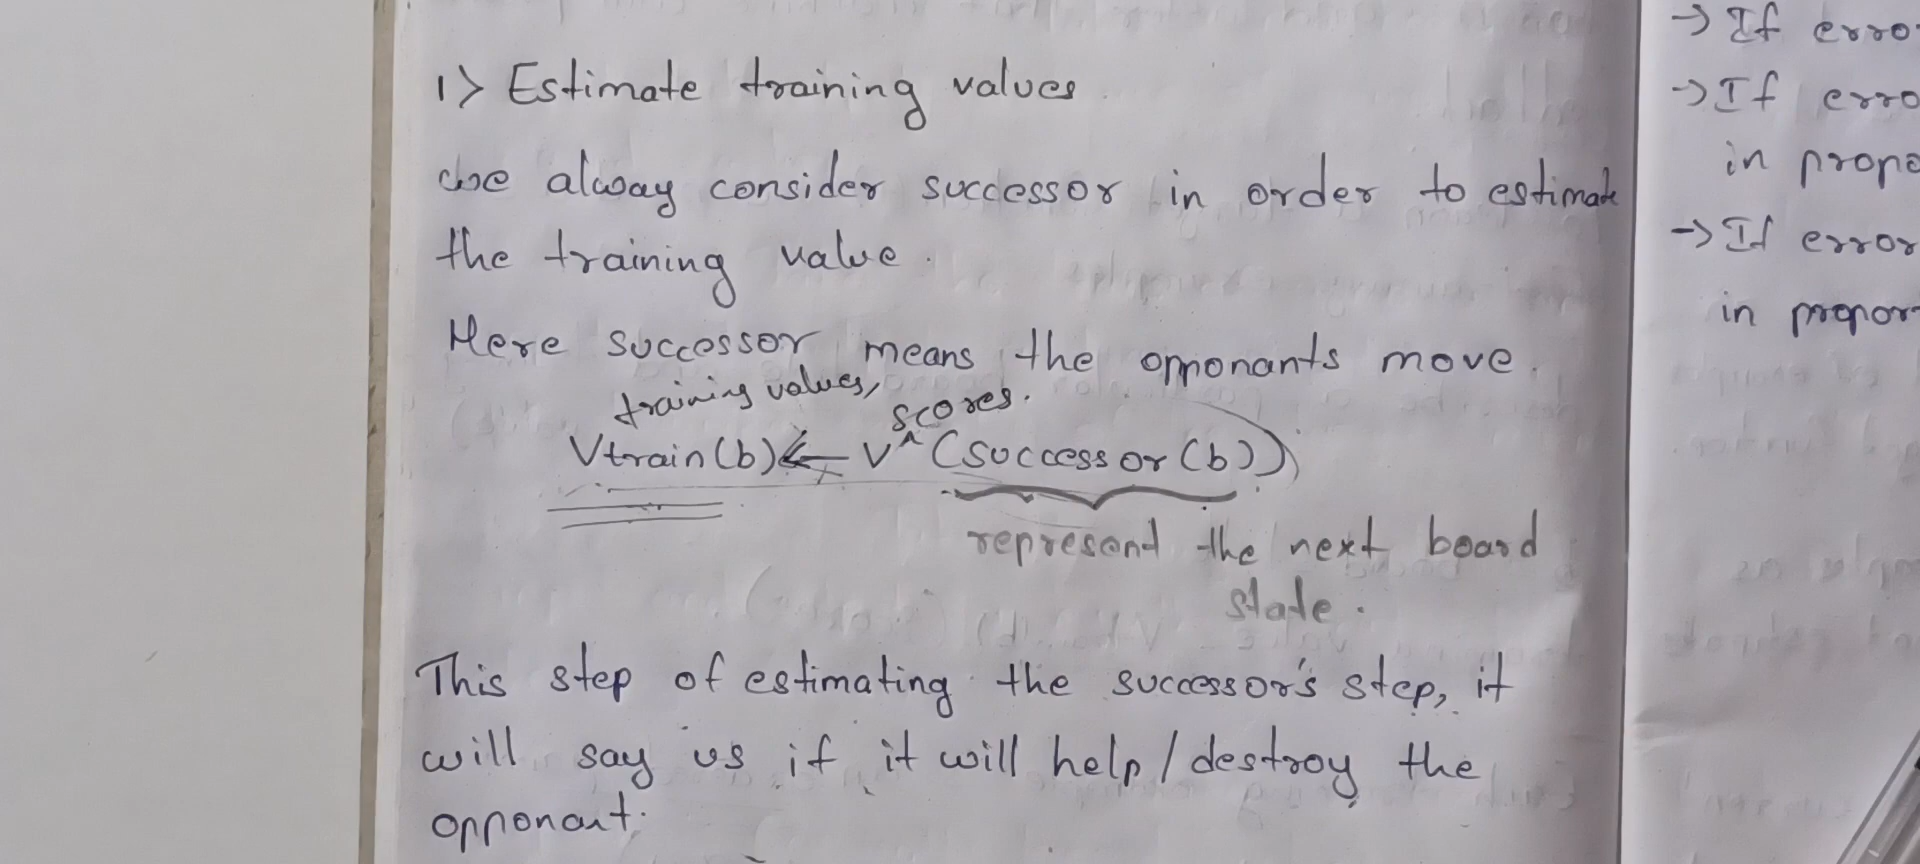 1> Estimate training values
we alway consider successor in order to estimate
the training value.
Here successor means the opponants move.
training values, scores.
Vtrain(b) ← V^ (successor(b))
represent the next board
state.
This step of estimating the successor's step, it
will say us if it will help/destroy the
opponant.
→ If erro
→ If erro
in propo
→ If error
in propor